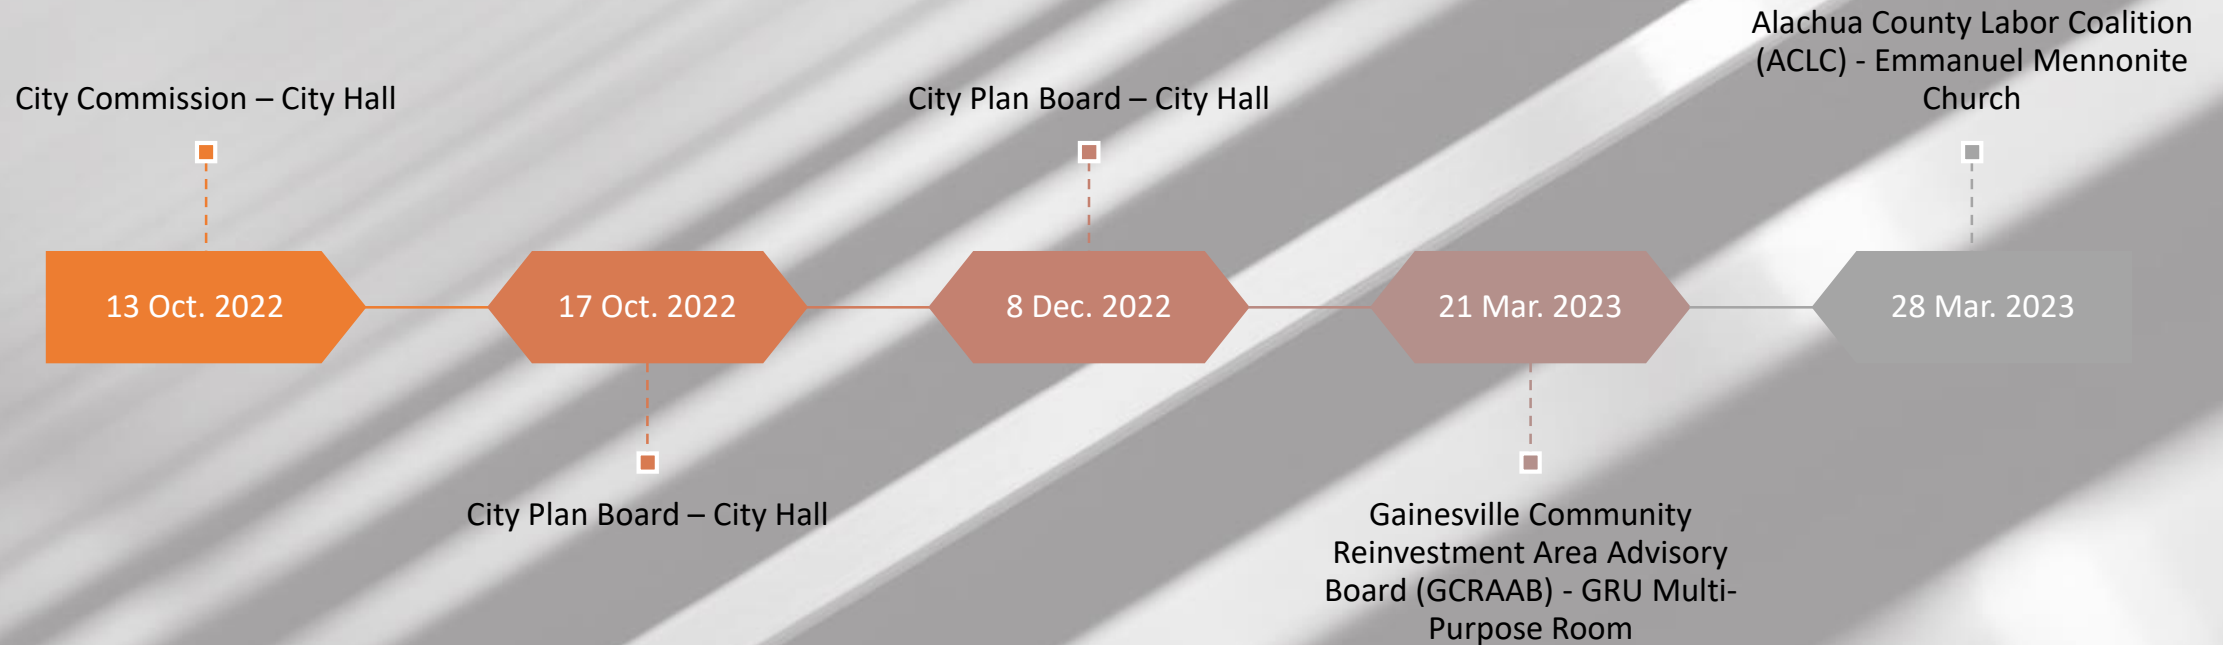 City Commission – City Hall
13 Oct. 2022
17 Oct. 2022
City Plan Board – City Hall
City Plan Board – City Hall
8 Dec. 2022
21 Mar. 2023
Gainesville Community
Reinvestment Area Advisory
Board (GCRAAB) - GRU Multi-
Purpose Room
Alachua County Labor Coalition
(ACLC) - Emmanuel Mennonite
Church
28 Mar. 2023